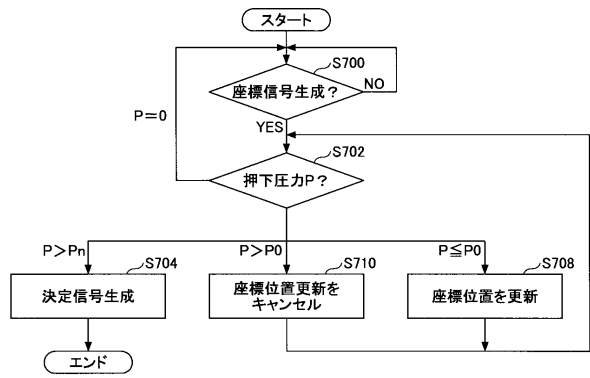 スタート
S700
座標信号生成？
NO
P＝0
YES
S702
押下圧力P？
P＞Pn
P＞P0
P≦P0
S704
決定信号生成
S710
座標位置更新を
キャンセル
S708
座標位置を更新
エンド